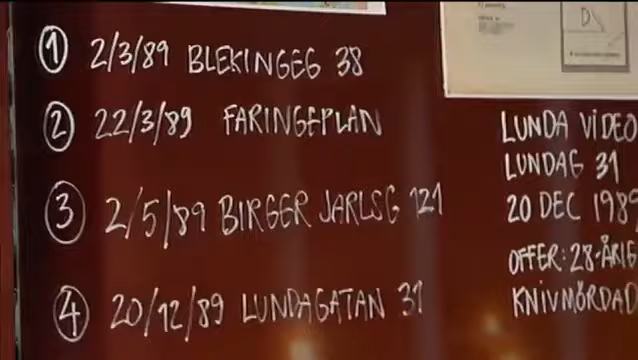 ① 2/3/89 BLEKINGEG 38
② 22/3/89 FARINGEPLAN
③ 2/5/89 BIRGER JARLSG 121
④ 20/12/89 LUNDAGATAN 31
LUNDA VIDEO
LUNDAG 31
20 DEC 1989
OFFER: 28-ÅRIG
KNIVMÖRDAD